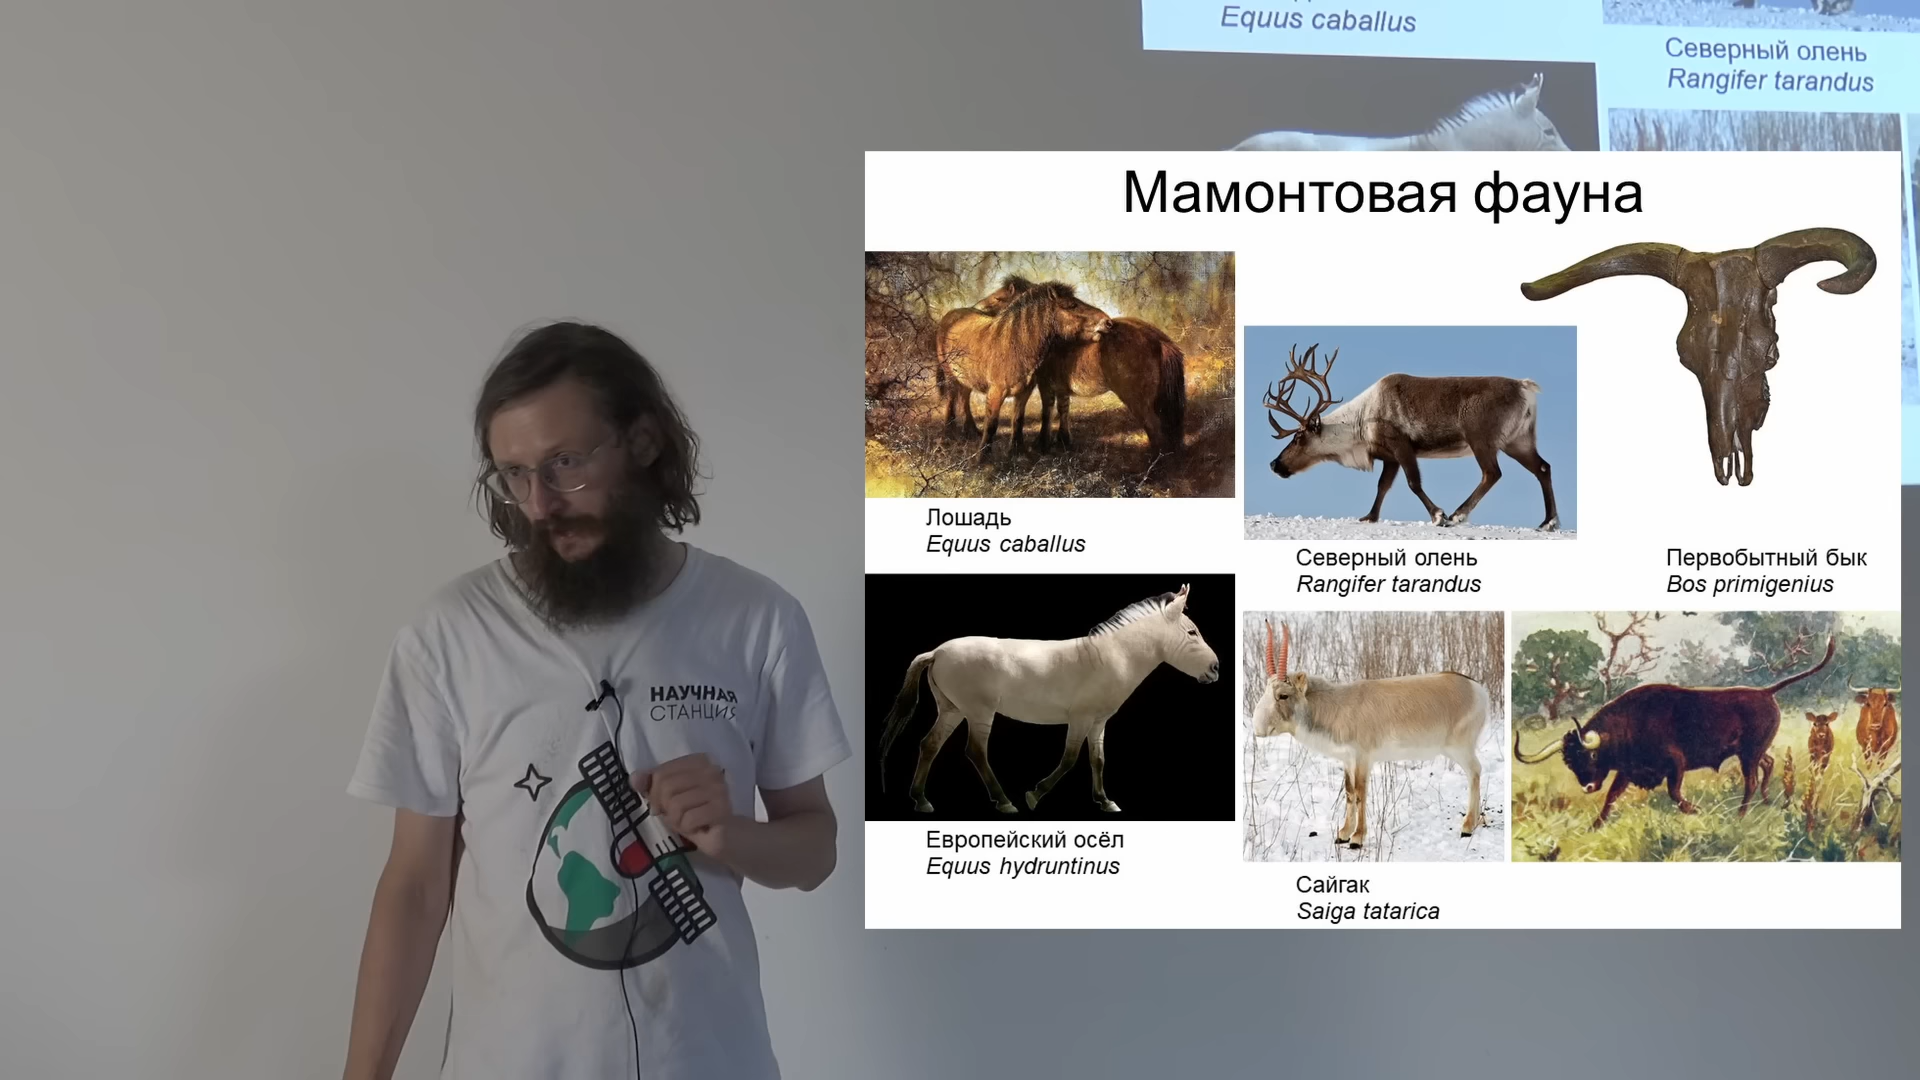 Equus caballus
Северный олень
Rangifer tarandus
Мамонтовая фауна
Лошадь
Equus caballus
Северный олень
Rangifer tarandus
Первобытный бык
Bos primigenius
Европейский осёл
Equus hydruntinus
Сайгак
Saiga tatarica
НАУЧНАЯ
СТАНЦИЯ